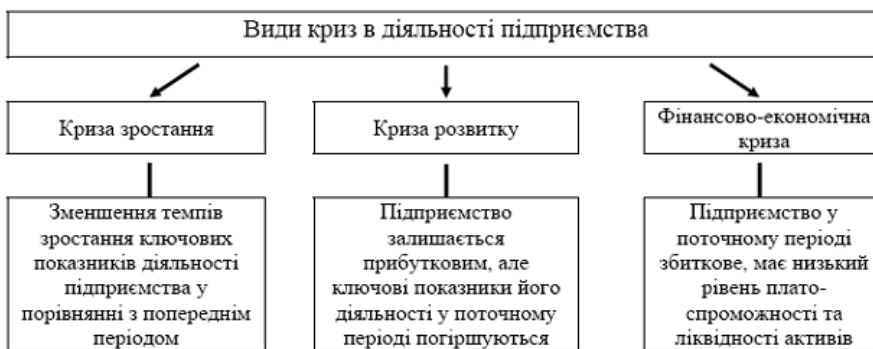 Види криз в діяльності підприємства
Криза зростання
Криза розвитку
Фінансово-економічна
криза
Зменшення темпів
зростання ключових
показників діяльності
підприємства у
порівнянні з попереднім
періодом
Підприємство
залишається
прибутковим, але
ключові показники його
діяльності у поточному
періоді погіршуються
Підприємство у
поточному періоді
збиткове, має низький
рівень плато-
спроможності та
ліквідності активів